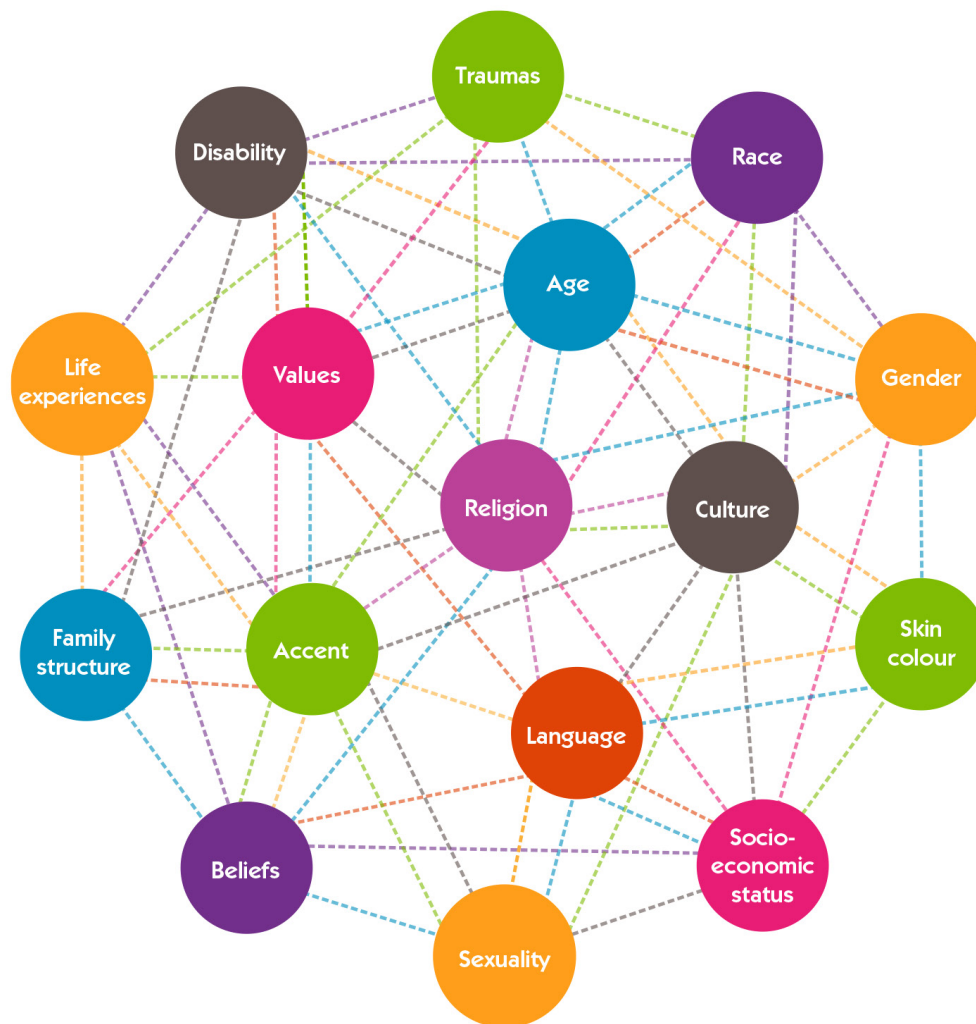 Traumas
Disability
Race
Age
Life
experiences
Values
Gender
Religion
Culture
Family
structure
Accent
Skin
colour
Language
Beliefs
Socio-
economic
status
Sexuality